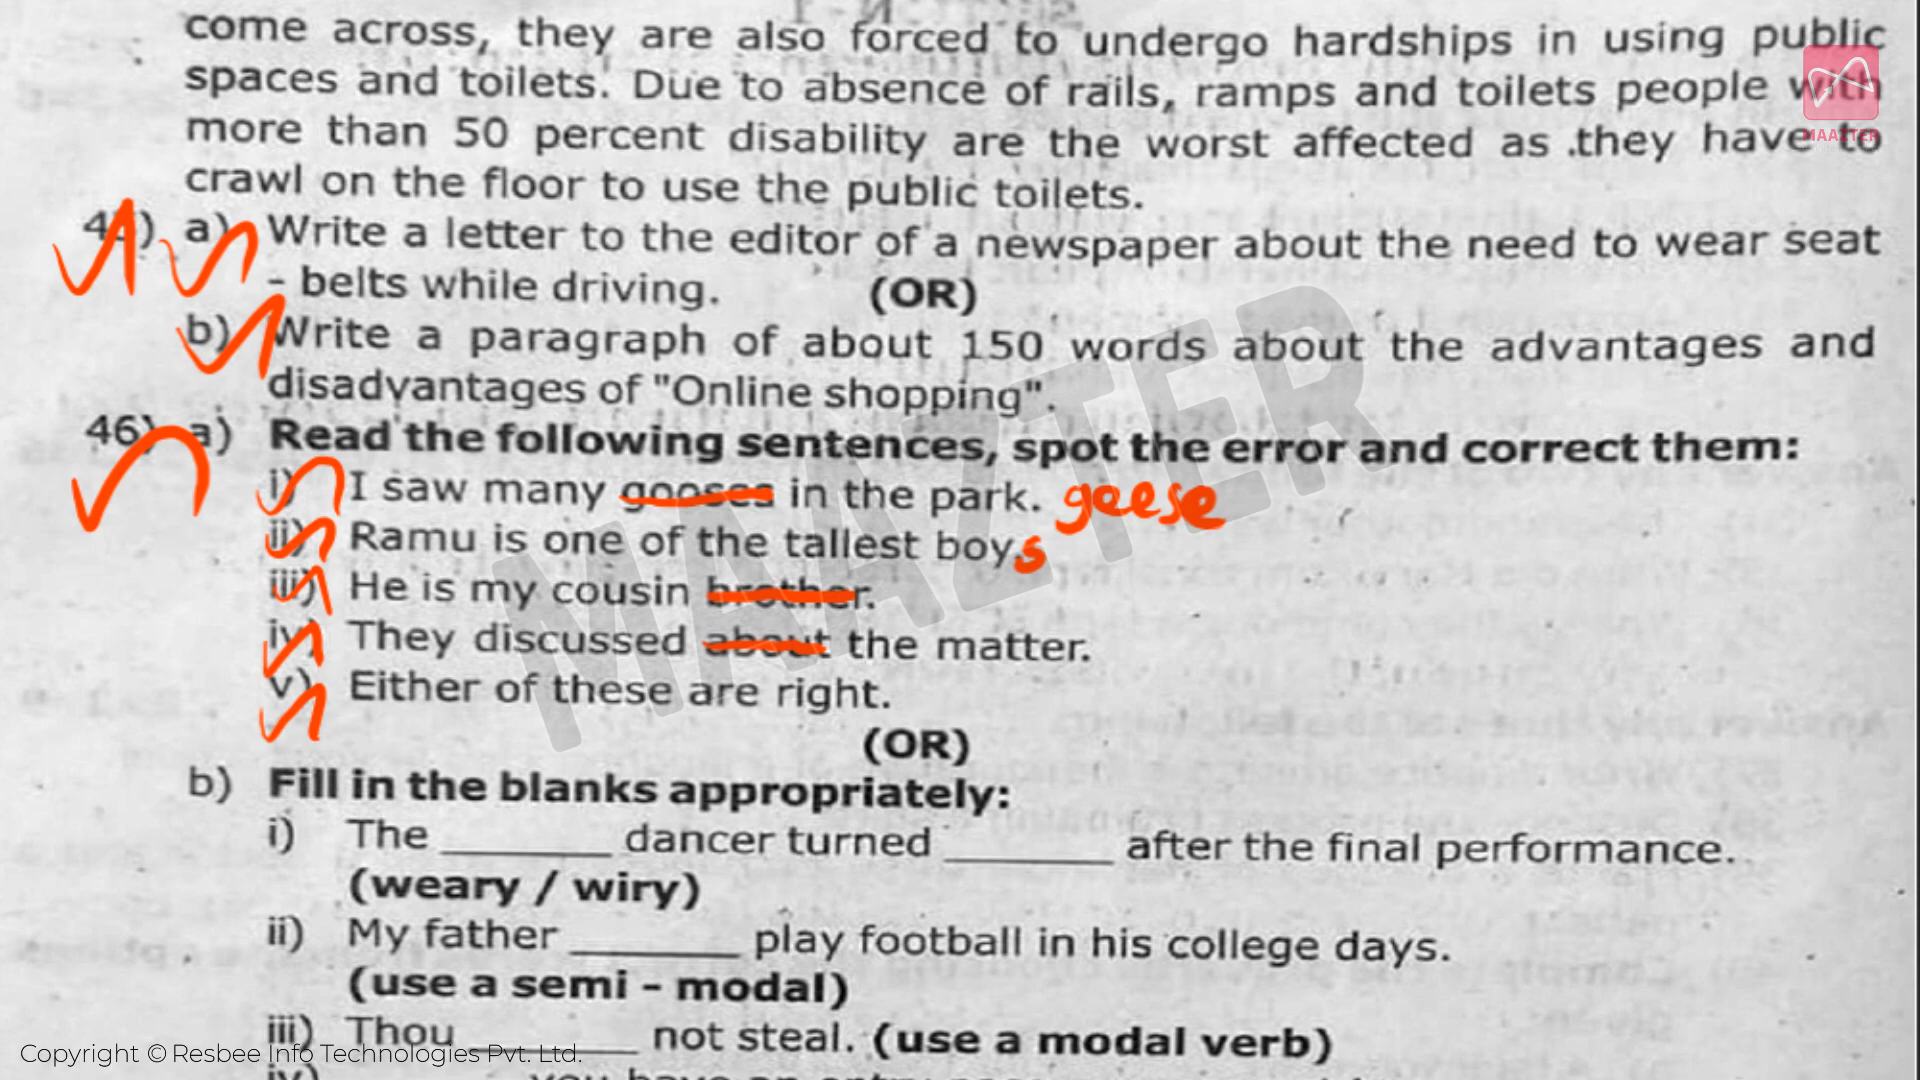 come across, they are also forced to undergo hardships in using public
spaces and toilets. Due to absence of rails, ramps and toilets people with
MAAZTER
more than 50 percent disability are the worst affected as .they have to
crawl on the floor to use the public toilets.
a) Write a letter to the editor of a newspaper about the need to wear seat
- belts while driving. (OR)
b) Write a paragraph of about 150 words about the advantages and
disadvantages of "Online shopping".
46) a) Read the following sentences, spot the error and correct them:
i) I saw many gooses in the park. geese
ii) Ramu is one of the tallest boys
iii) He is my cousin brother.
iv) They discussed about the matter.
v) Either of these are right.
MAAZTER
(OR)
b) Fill in the blanks appropriately:
i) The ________ dancer turned ________ after the final performance.
(weary / wiry)
ii) My father ________ play football in his college days.
(use a semi - modal)
iii) Thou ________ not steal. (use a modal verb)
Copyright © Resbee Info Technologies Pvt. Ltd.